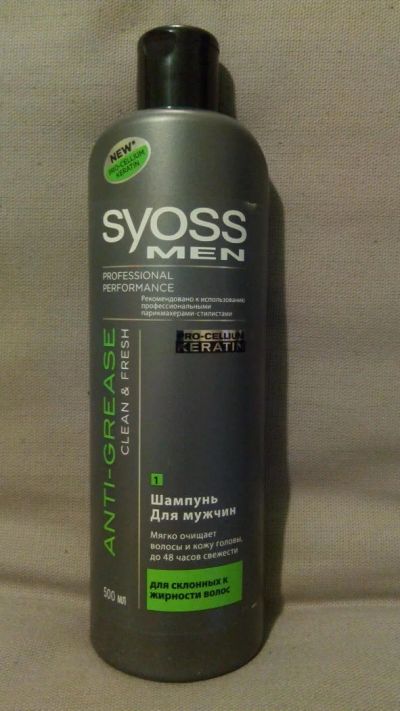 NEW*
PRO-CELLIUM
KERATIN
syoss
MEN
PROFESSIONAL
PERFORMANCE
Рекомендовано к использованию
профессиональными
парикмахерами-стилистами
PRO-CELLIUM
KERATIN
ANTI-GREASE
CLEAN & FRESH
1
Шампунь
Для мужчин
Мягко очищает
волосы и кожу головы,
до 48 часов свежести
для склонных к
жирности волос
500 мл